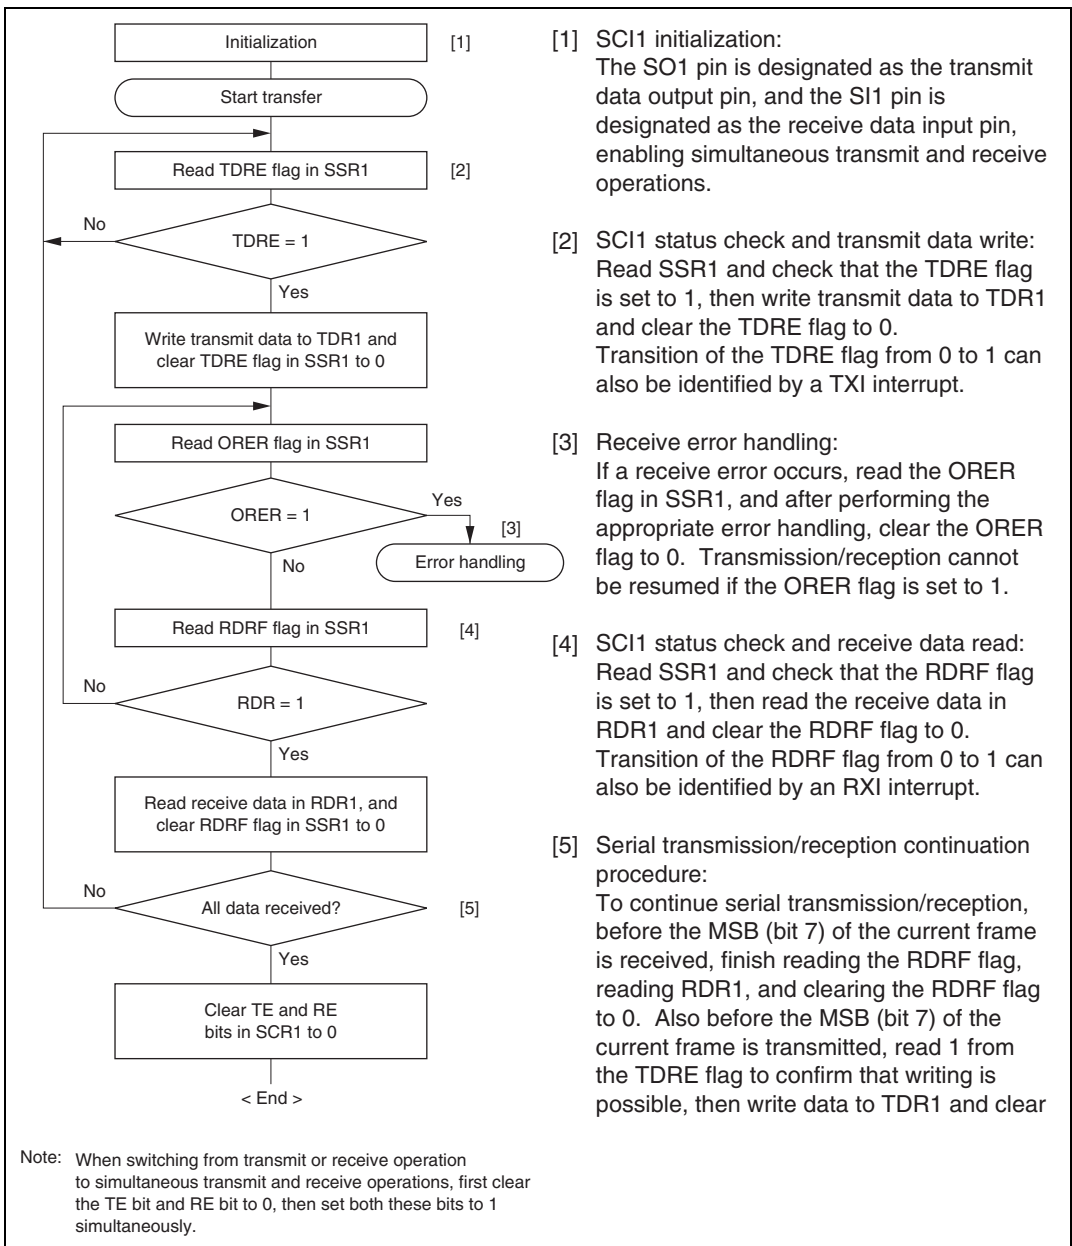 Initialization
[1]
Start transfer
Read TDRE flag in SSR1
[2]
No
TDRE = 1
Yes
Write transmit data to TDR1 and
clear TDRE flag in SSR1 to 0
Read ORER flag in SSR1
Yes
ORER = 1
[3]
No
Error handling
Read RDRF flag in SSR1
[4]
No
RDR = 1
Yes
Read receive data in RDR1, and
clear RDRF flag in SSR1 to 0
No
All data received?
[5]
Yes
Clear TE and RE
bits in SCR1 to 0
< End >
[1] SCI1 initialization:
The SO1 pin is designated as the transmit
data output pin, and the SI1 pin is
designated as the receive data input pin,
enabling simultaneous transmit and receive
operations.
[2] SCI1 status check and transmit data write:
Read SSR1 and check that the TDRE flag
is set to 1, then write transmit data to TDR1
and clear the TDRE flag to 0.
Transition of the TDRE flag from 0 to 1 can
also be identified by a TXI interrupt.
[3] Receive error handling:
If a receive error occurs, read the ORER
flag in SSR1, and after performing the
appropriate error handling, clear the ORER
flag to 0. Transmission/reception cannot
be resumed if the ORER flag is set to 1.
[4] SCI1 status check and receive data read:
Read SSR1 and check that the RDRF flag
is set to 1, then read the receive data in
RDR1 and clear the RDRF flag to 0.
Transition of the RDRF flag from 0 to 1 can
also be identified by an RXI interrupt.
[5] Serial transmission/reception continuation
procedure:
To continue serial transmission/reception,
before the MSB (bit 7) of the current frame
is received, finish reading the RDRF flag,
reading RDR1, and clearing the RDRF flag
to 0. Also before the MSB (bit 7) of the
current frame is transmitted, read 1 from
the TDRE flag to confirm that writing is
possible, then write data to TDR1 and clear
Note: When switching from transmit or receive operation
to simultaneous transmit and receive operations, first clear
the TE bit and RE bit to 0, then set both these bits to 1
simultaneously.